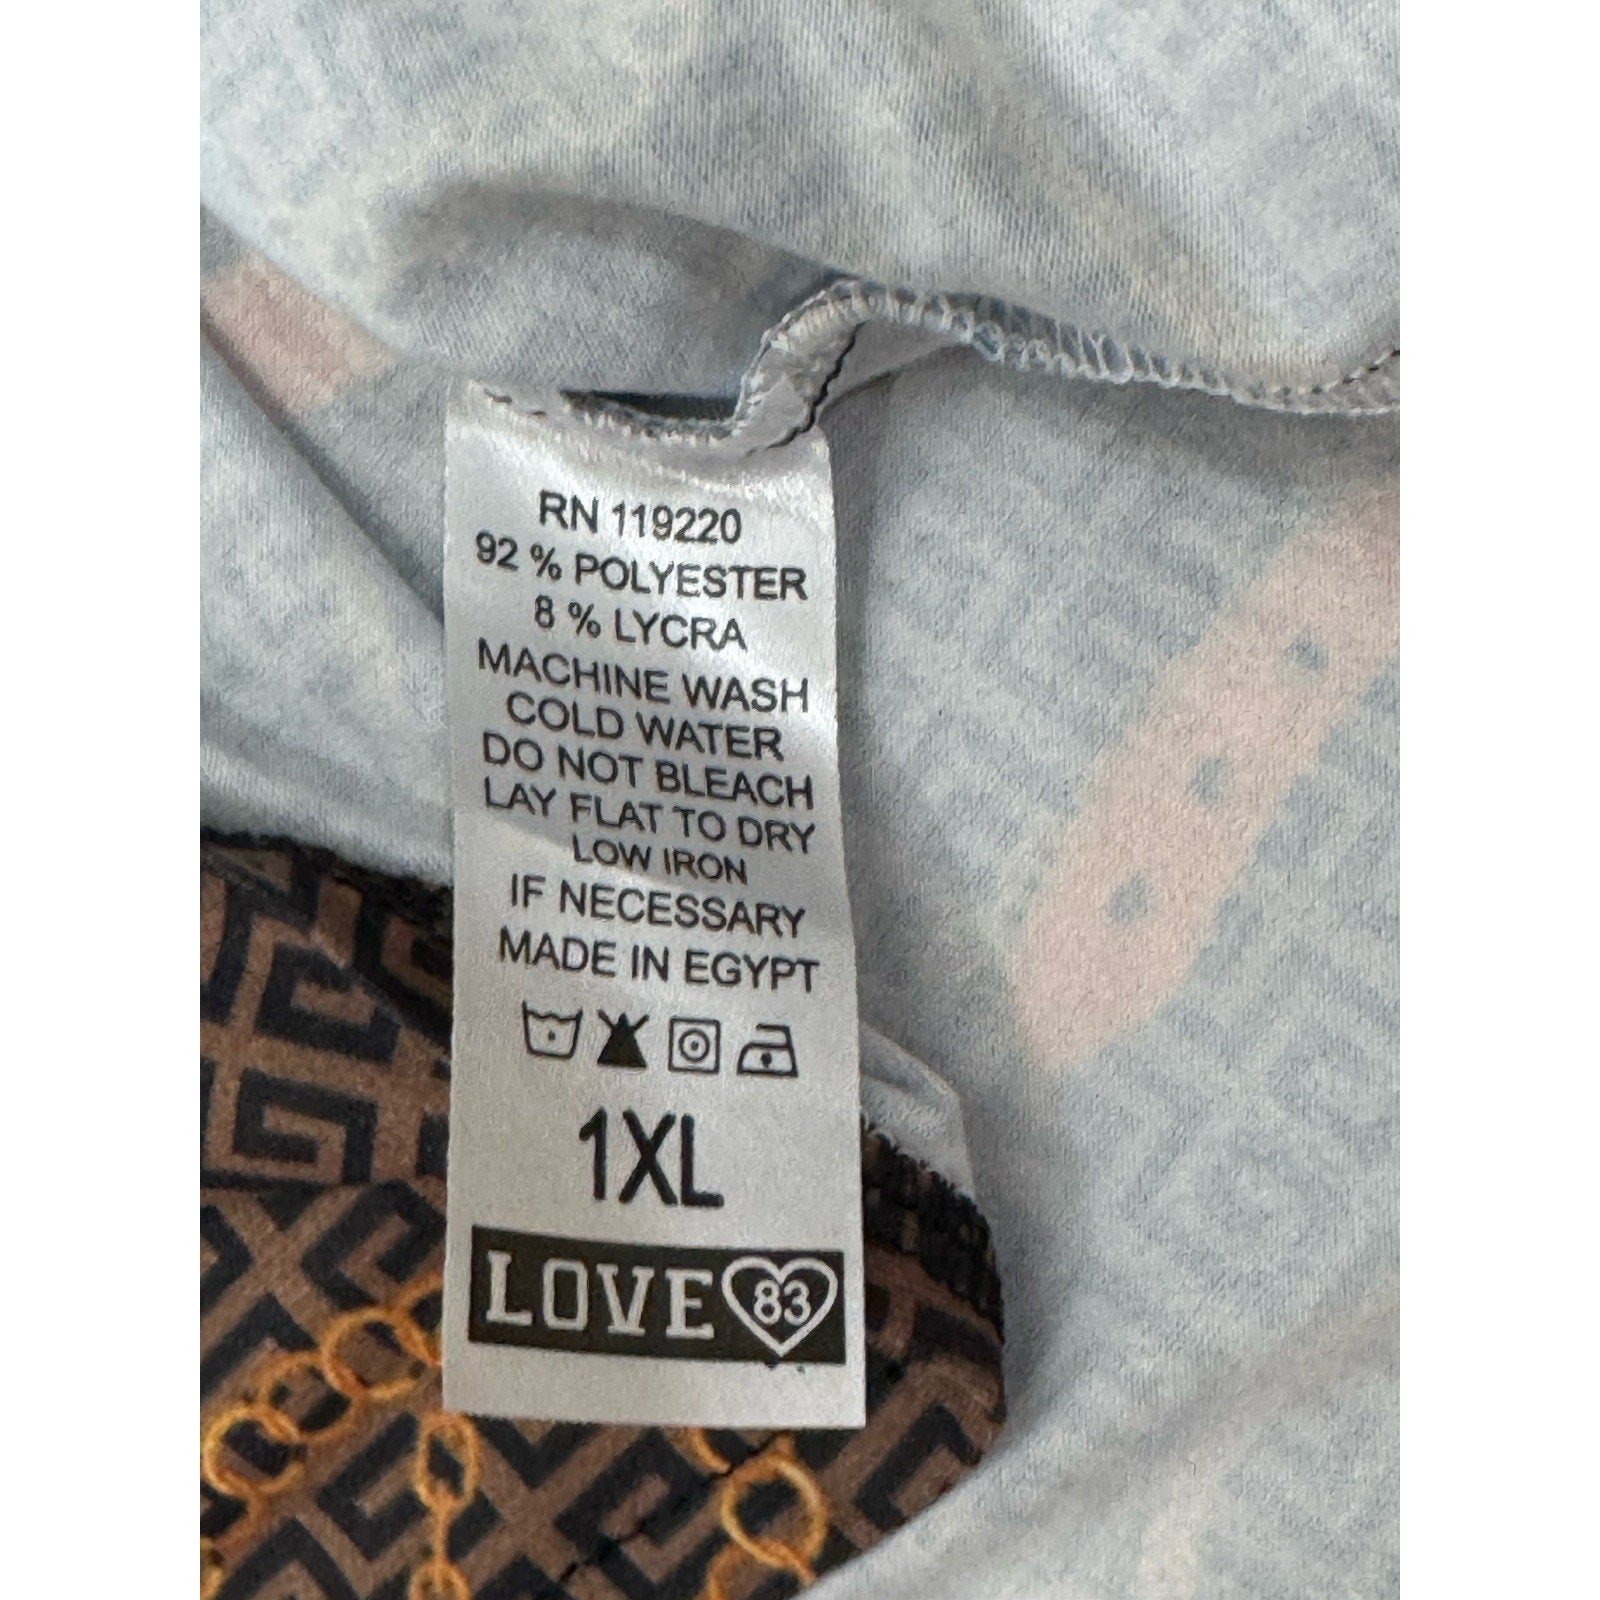 RN 119220
92 % POLYESTER
8 % LYCRA
MACHINE WASH
COLD WATER
DO NOT BLEACH
LAY FLAT TO DRY
LOW IRON
IF NECESSARY
MADE IN EGYPT
1XL
LOVE 83